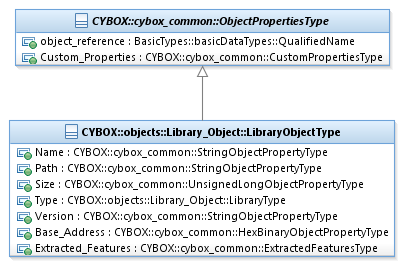 CYBOX::cybox_common::ObjectPropertiesType
object_reference : BasicTypes::basicDataTypes::QualifiedName
Custom_Properties : CYBOX::cybox_common::CustomPropertiesType
CYBOX::objects::Library_Object::LibraryObjectType
Name : CYBOX::cybox_common::StringObjectPropertyType
Path : CYBOX::cybox_common::StringObjectPropertyType
Size : CYBOX::cybox_common::UnsignedLongObjectPropertyType
Type : CYBOX::objects::Library_Object::LibraryType
Version : CYBOX::cybox_common::StringObjectPropertyType
Base_Address : CYBOX::cybox_common::HexBinaryObjectPropertyType
Extracted_Features : CYBOX::cybox_common::ExtractedFeaturesType